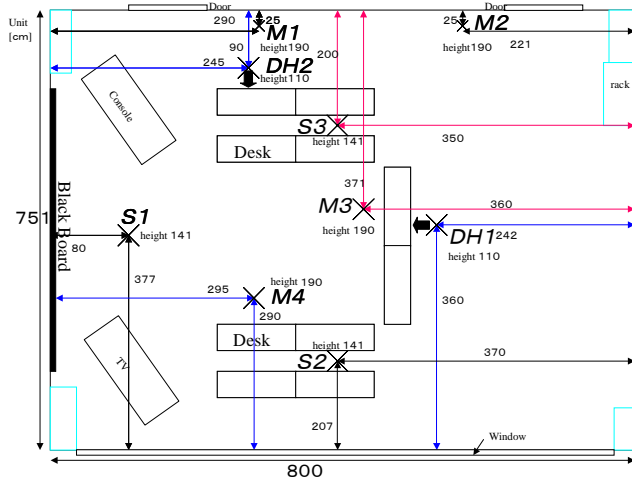 Door
Door
Unit
[cm]
290
25
M1
height190
25
M2
height190
221
90
200
245
DH2
height110
Console
rack
S3
height 141
350
Desk
371
Black Board
751
M3
height 190
360
S1
height 141
80
DH1
242
height 110
377
360
295
height 190
M4
290
Desk
height 141
S2
370
TV
207
Window
800